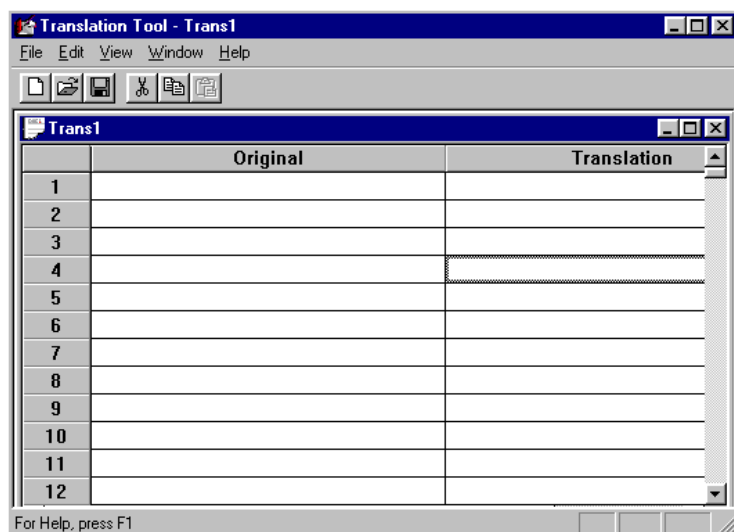 Translation Tool - Trans1
File Edit View Window Help
Trans1
Original Translation
1
2
3
4
5
6
7
8
9
10
11
12
For Help, press F1